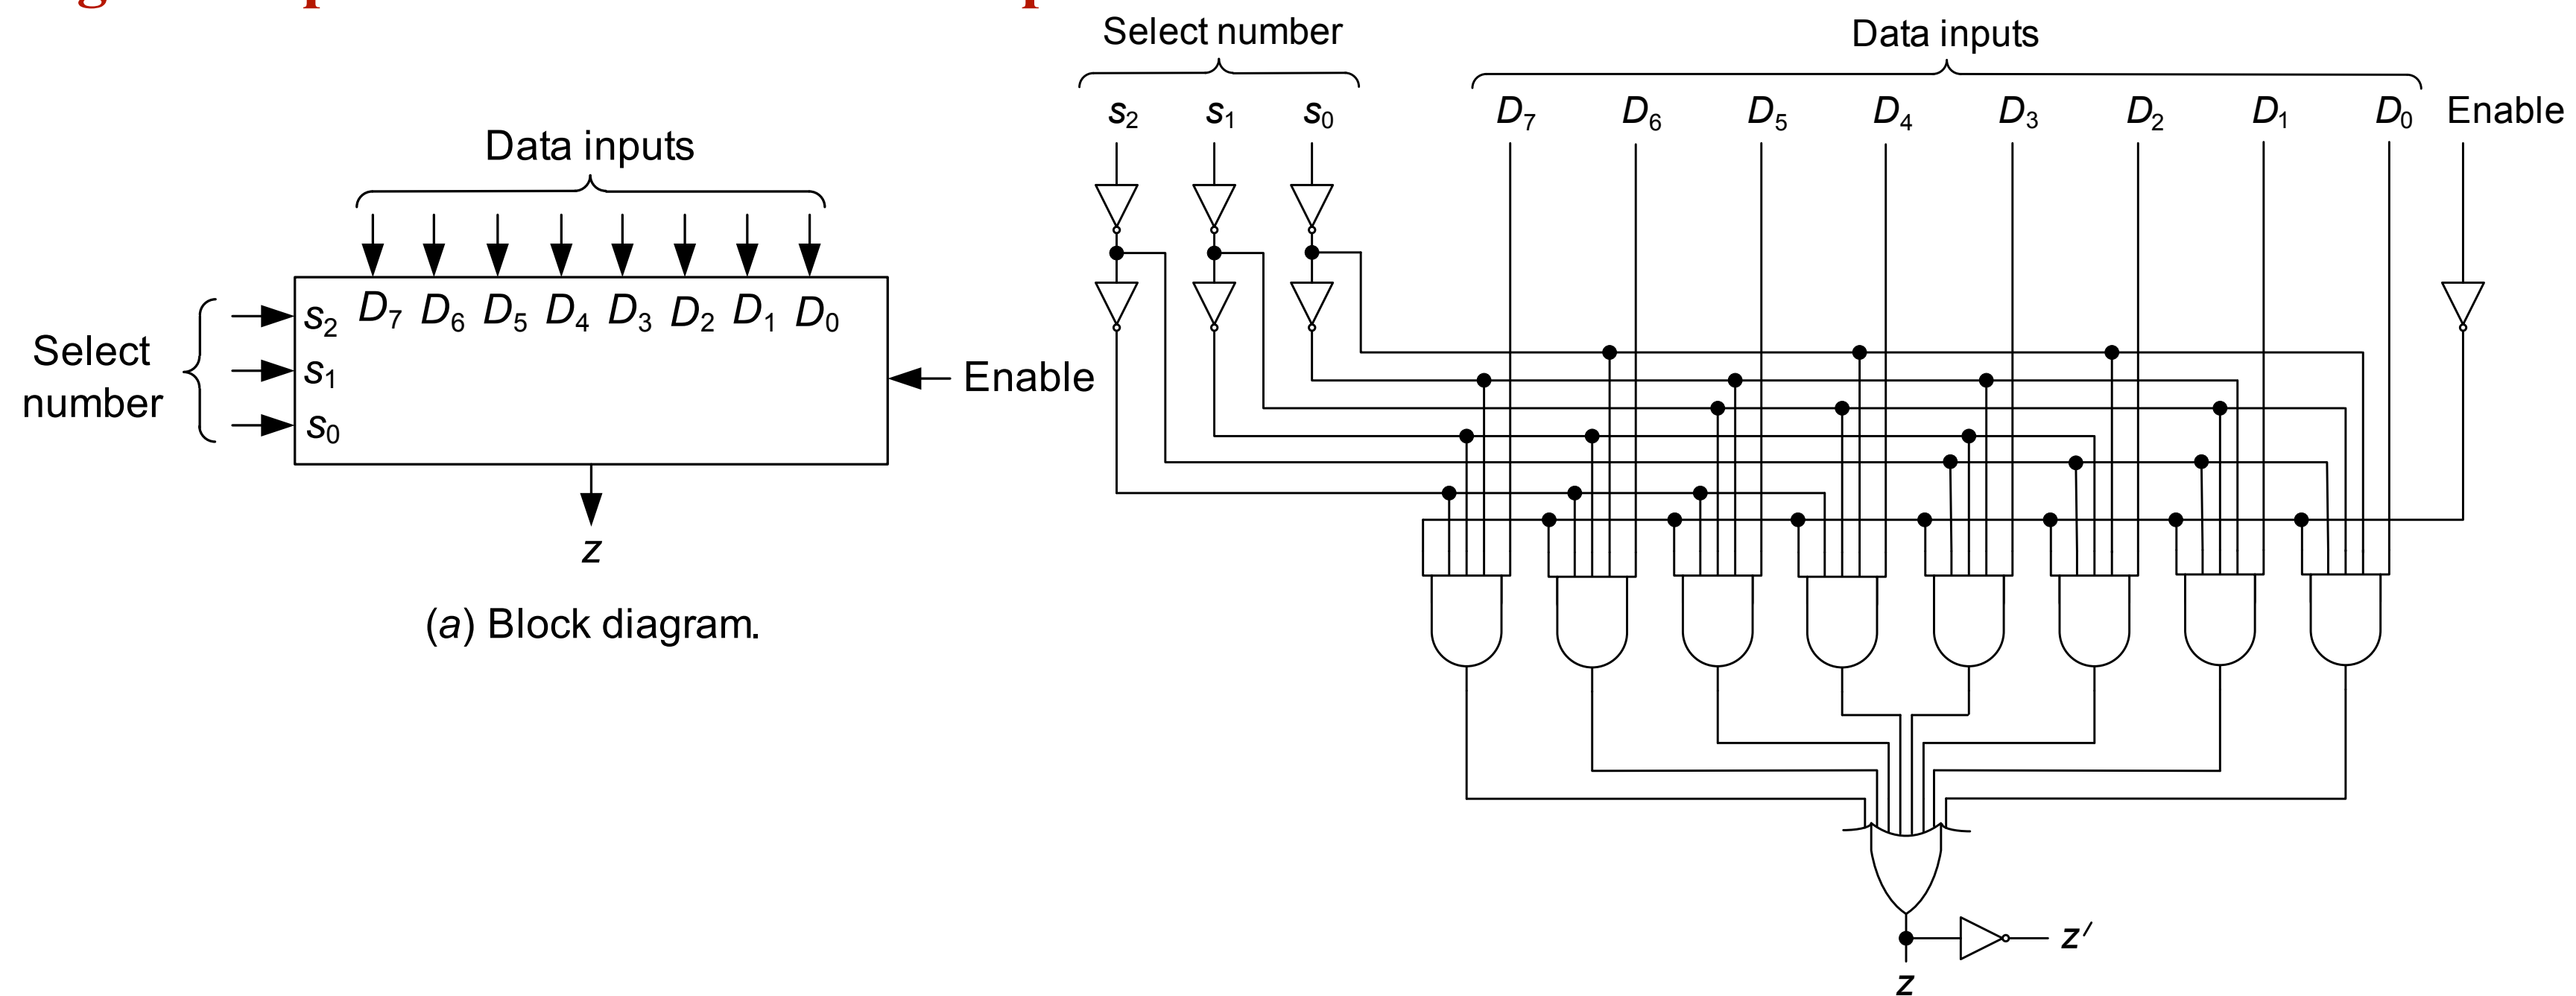 Data inputs
D7 D6 D5 D4 D3 D2 D1 D0
s2
s1
s0
Select
number
Enable
z
(a) Block diagram.
Select number
Data inputs
s2 s1 s0 D7 D6 D5 D4 D3 D2 D1 D0 Enable
z′
z